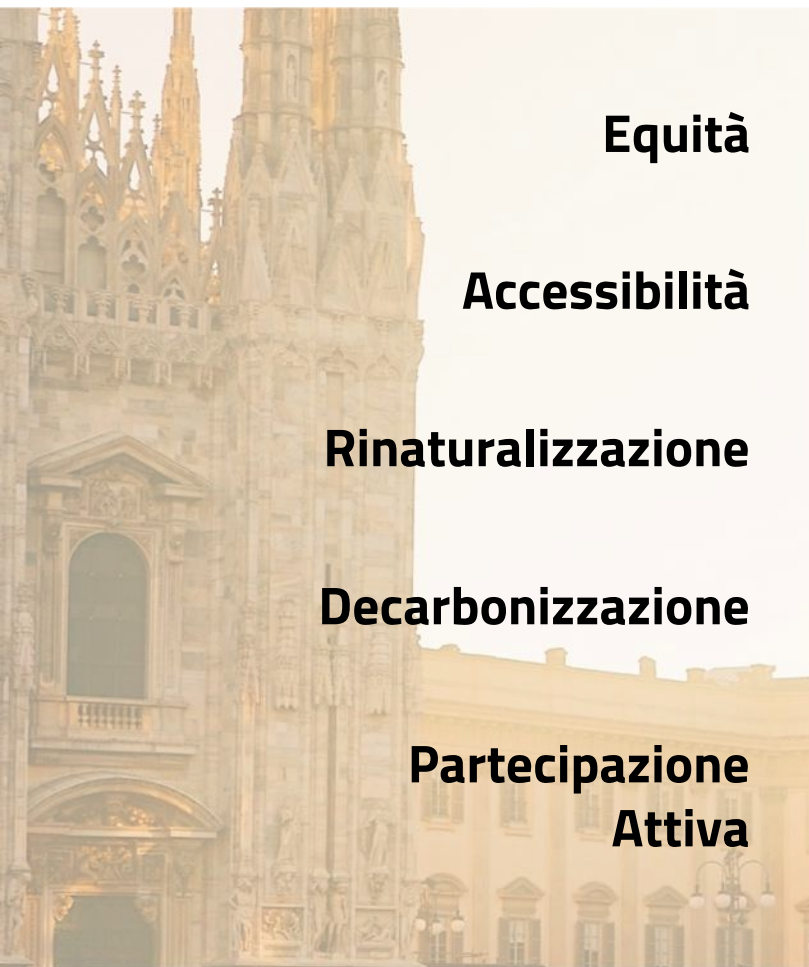 Equità
Accessibilità
Rinaturalizzazione
Decarbonizzazione
Partecipazione
Attiva